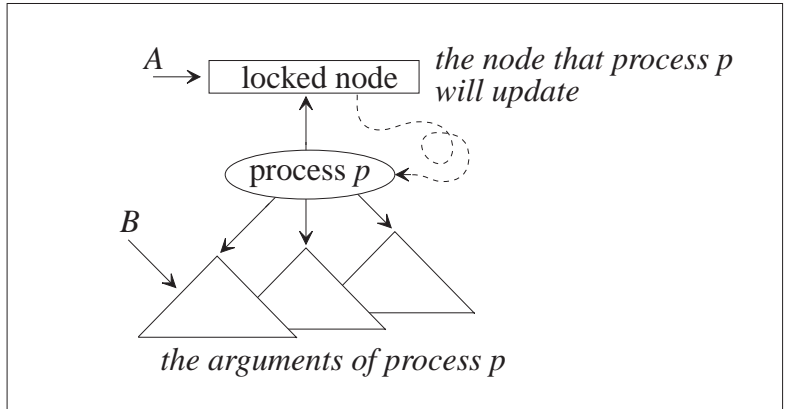 A
locked node
the node that process p
will update
process p
B
the arguments of process p